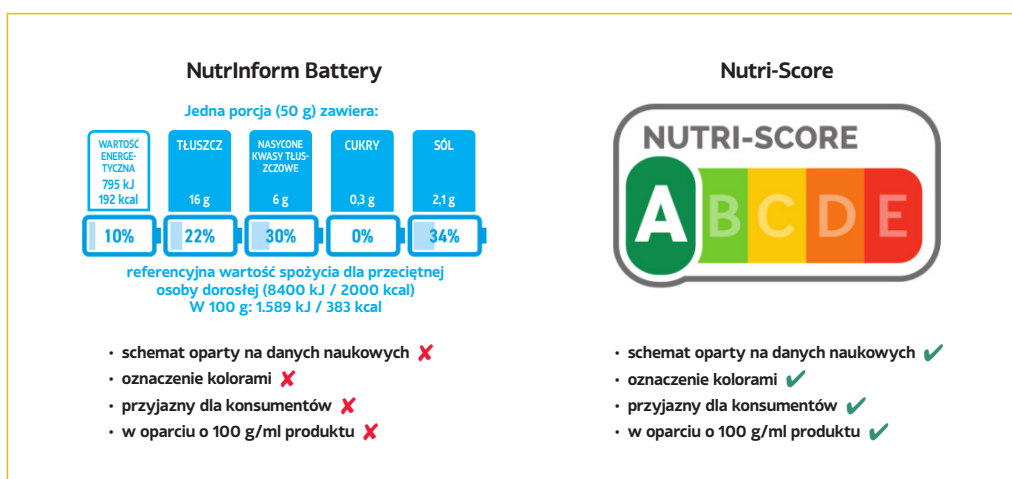 NutrInform Battery
Jedna porcja (50 g) zawiera:
WARTOŚĆ
ENERGE-
TYCZNA
795 kJ
192 kcal
10%
TŁUSZCZ
16 g
22%
NASYCONE
KWASY TŁUS-
ZCZOWE
6 g
30%
CUKRY
0,3 g
0%
SÓL
2,1 g
34%
referencyjna wartość spożycia dla przeciętnej
osoby dorosłej (8400 kJ / 2000 kcal)
W 100 g: 1.589 kJ / 383 kcal
• schemat oparty na danych naukowych ✘
• oznaczenie kolorami ✘
• przyjazny dla konsumentów ✘
• w oparciu o 100 g/ml produktu ✘
Nutri-Score
NUTRI-SCORE
A B C D E
• schemat oparty na danych naukowych ✔
• oznaczenie kolorami ✔
• przyjazny dla konsumentów ✔
• w oparciu o 100 g/ml produktu ✔